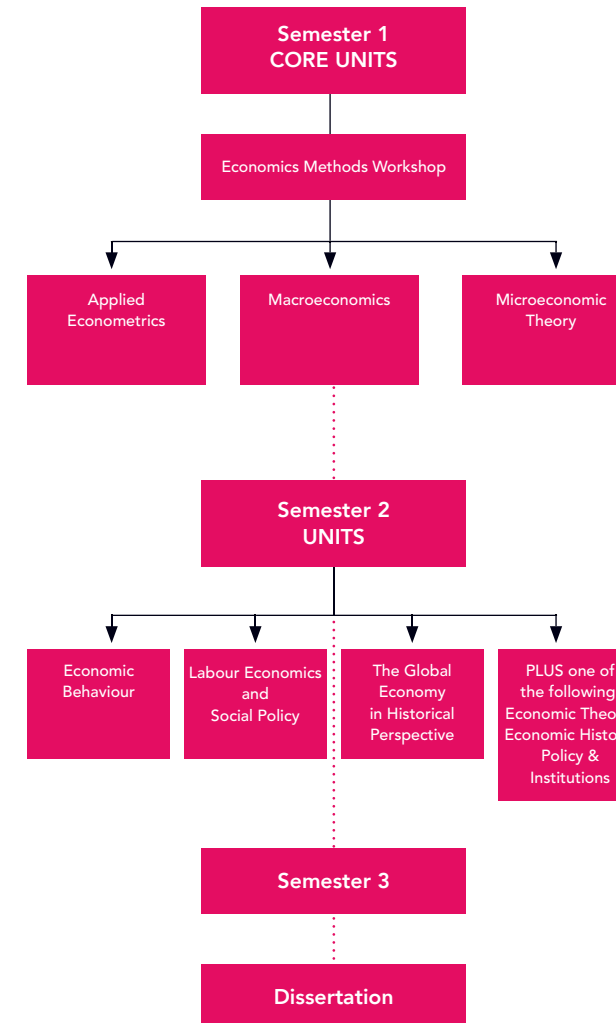 Semester 1
CORE UNITS
Economics Methods Workshop
Applied
Econometrics
Macroeconomics
Microeconomic
Theory
Semester 2
UNITS
Economic
Behaviour
Labour Economics
and
Social Policy
The Global
Economy
in Historical
Perspective
PLUS one of
the following
Economic Theo
Economic Histo
Policy &
Institutions
Semester 3
Dissertation